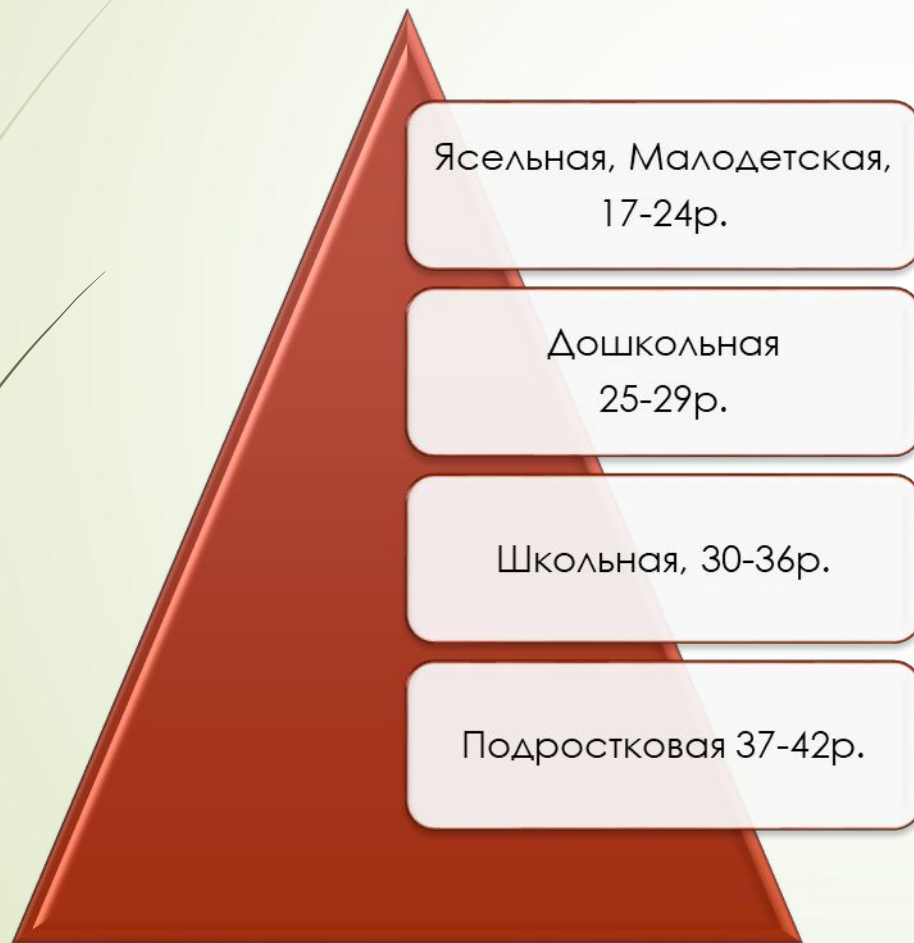 Ясельная, Малодетская,
17-24р.
Дошкольная
25-29р.
Школьная, 30-36р.
Подростковая 37-42р.